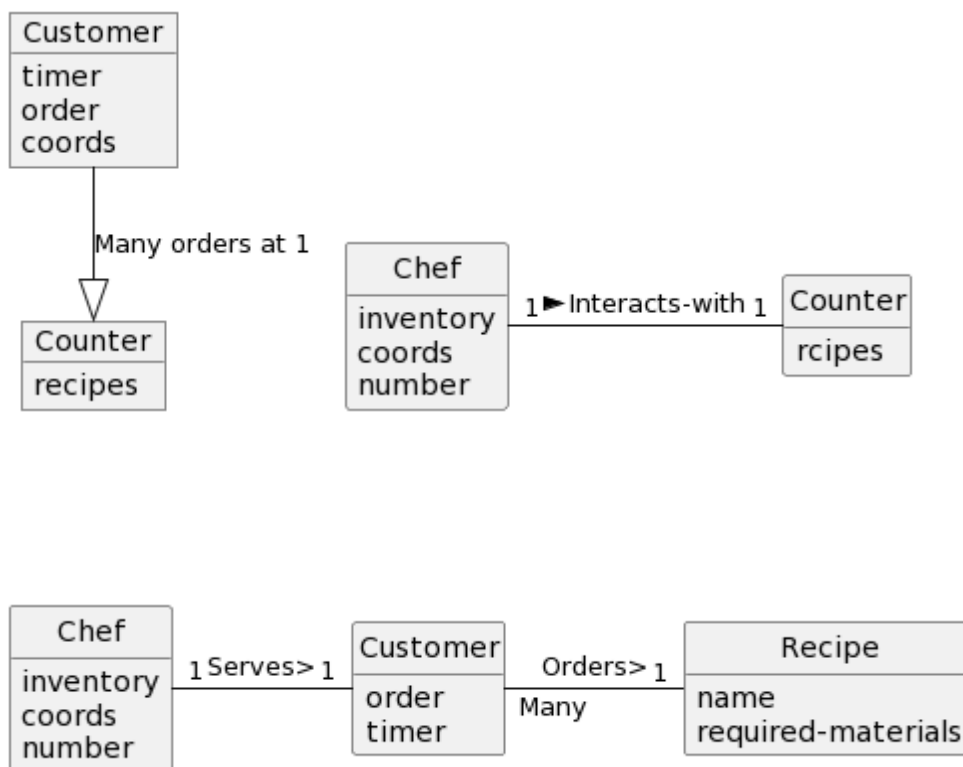 Customer
timer
order
coords
Many orders at 1
Counter
recipes
Chef
inventory
coords
number
1 ►Interacts-with 1
Counter
rcipes
Chef
inventory
coords
number
1 Serves> 1
Customer
order
timer
Orders> 1
Many
Recipe
name
required-materials